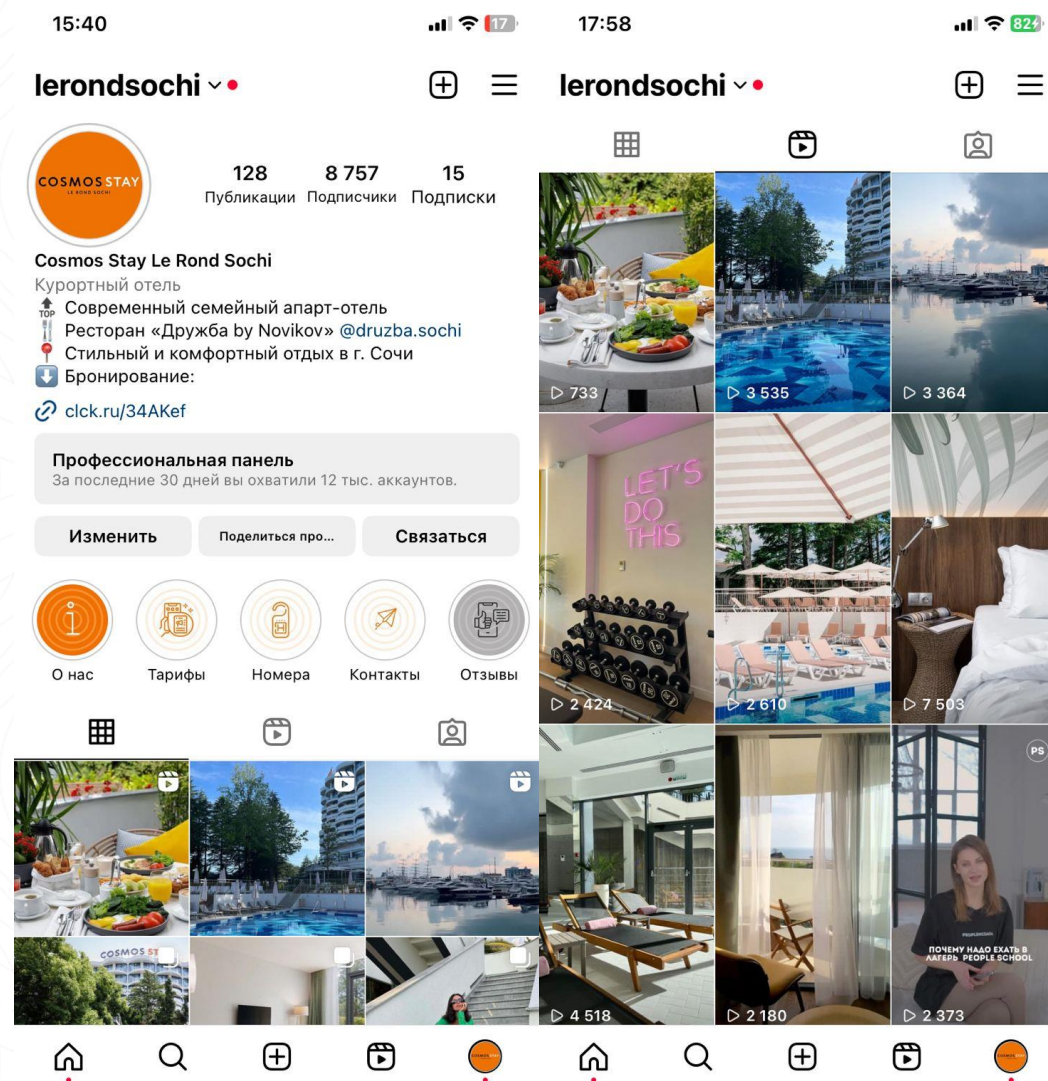 15:40
17
lerondsochi
COSMOS STAY
LE ROND SOCHI
128
8 757
15
Публикации
Подписчики
Подписки
Cosmos Stay Le Rond Sochi
Курортный отель
TOP Современный семейный апарт-отель
Ресторан «Дружба by Novikov» @druzba.sochi
Стильный и комфортный отдых в г. Сочи
Бронирование:
clck.ru/34AKef
Профессиональная панель
За последние 30 дней вы охватили 12 тыс. аккаунтов.
Изменить
Поделиться про...
Связаться
О нас
Тарифы
Номера
Контакты
Отзывы
COSMOS ST
17:58
82
lerondsochi
733
3 535
3 364
LET'S
DO
THIS
2 424
2 610
7 503
PS
ПОЧЕМУ НАДО ЕХАТЬ В
ЛАГЕРЬ PEOPLE SCHOOL
4 518
2 180
2 373